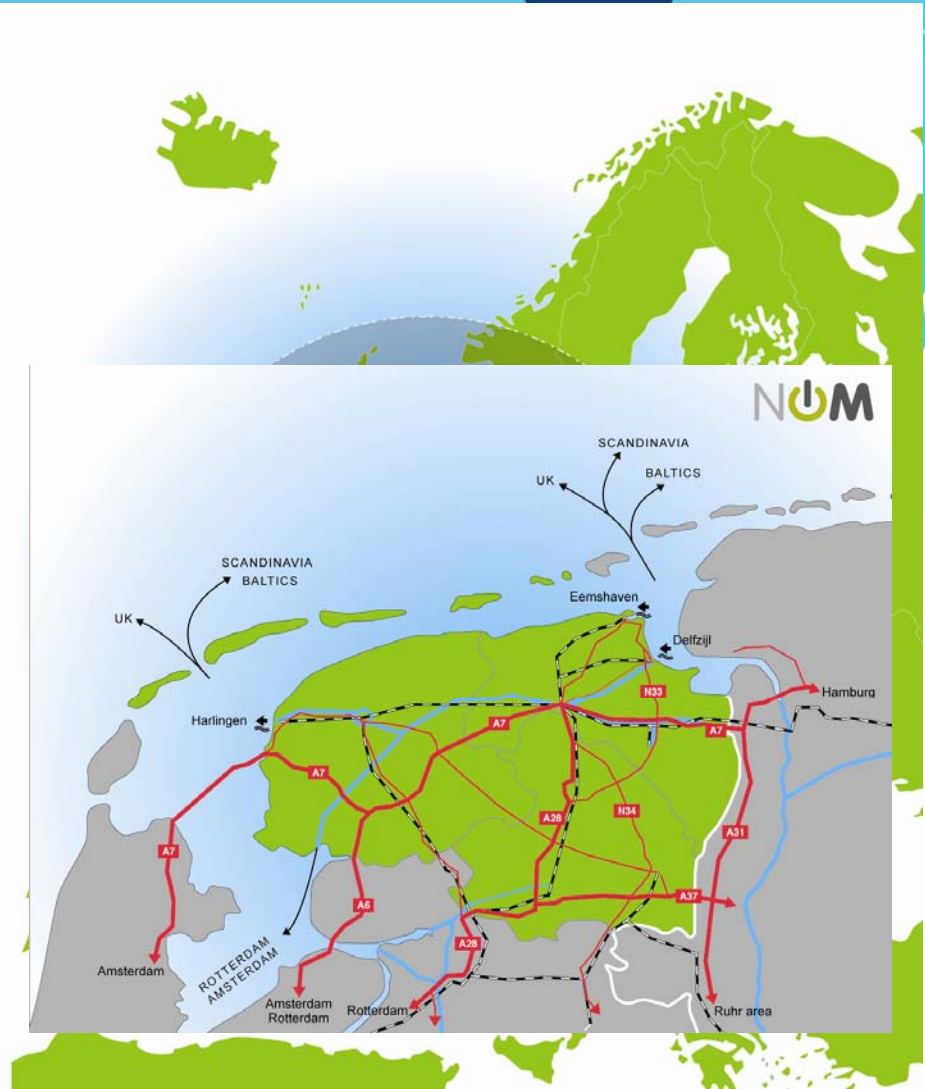 NOM
SCANDINAVIA
BALTICS
UK
SCANDINAVIA
BALTICS
UK
Eemshaven
Delfzijl
Hamburg
N33
Harlingen
A7
A7
A7
N34
A28
A31
A7
A6
A37
A28
ROTTERDAM
AMSTERDAM
Amsterdam
Amsterdam
Rotterdam
Rotterdam
Ruhr area